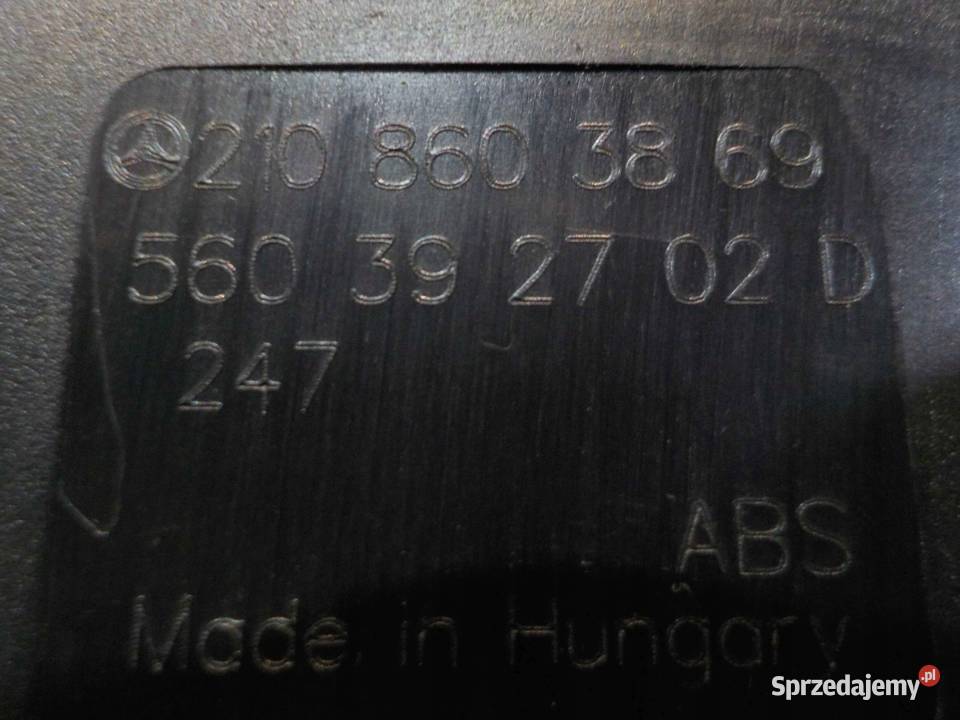 210 860 38 69
560 39 27 02 D
247
ABS
Made in Hungary
Sprzedajemy.pl